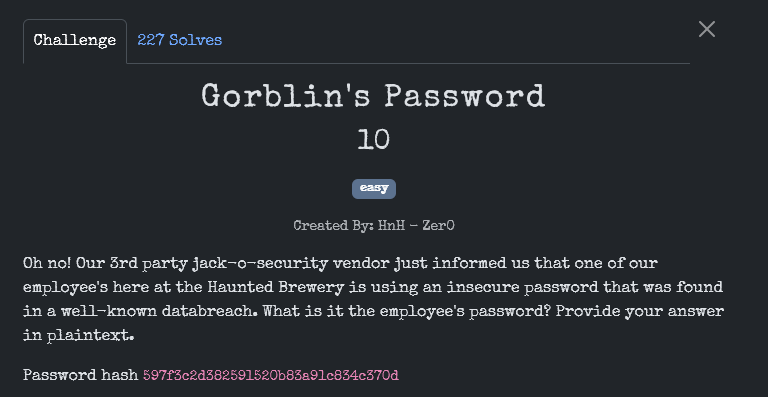 Challenge
227 Solves
Gorblin's Password
10
easy
Created By: HnH - Zer0
Oh no! Our 3rd party jack-o-security vendor just informed us that one of our
employee's here at the Haunted Brewery is using an insecure password that was found
in a well-known databreach. What is it the employee's password? Provide your answer
in plaintext.
Password hash 597f3c2d382591520b83a91c834c370d